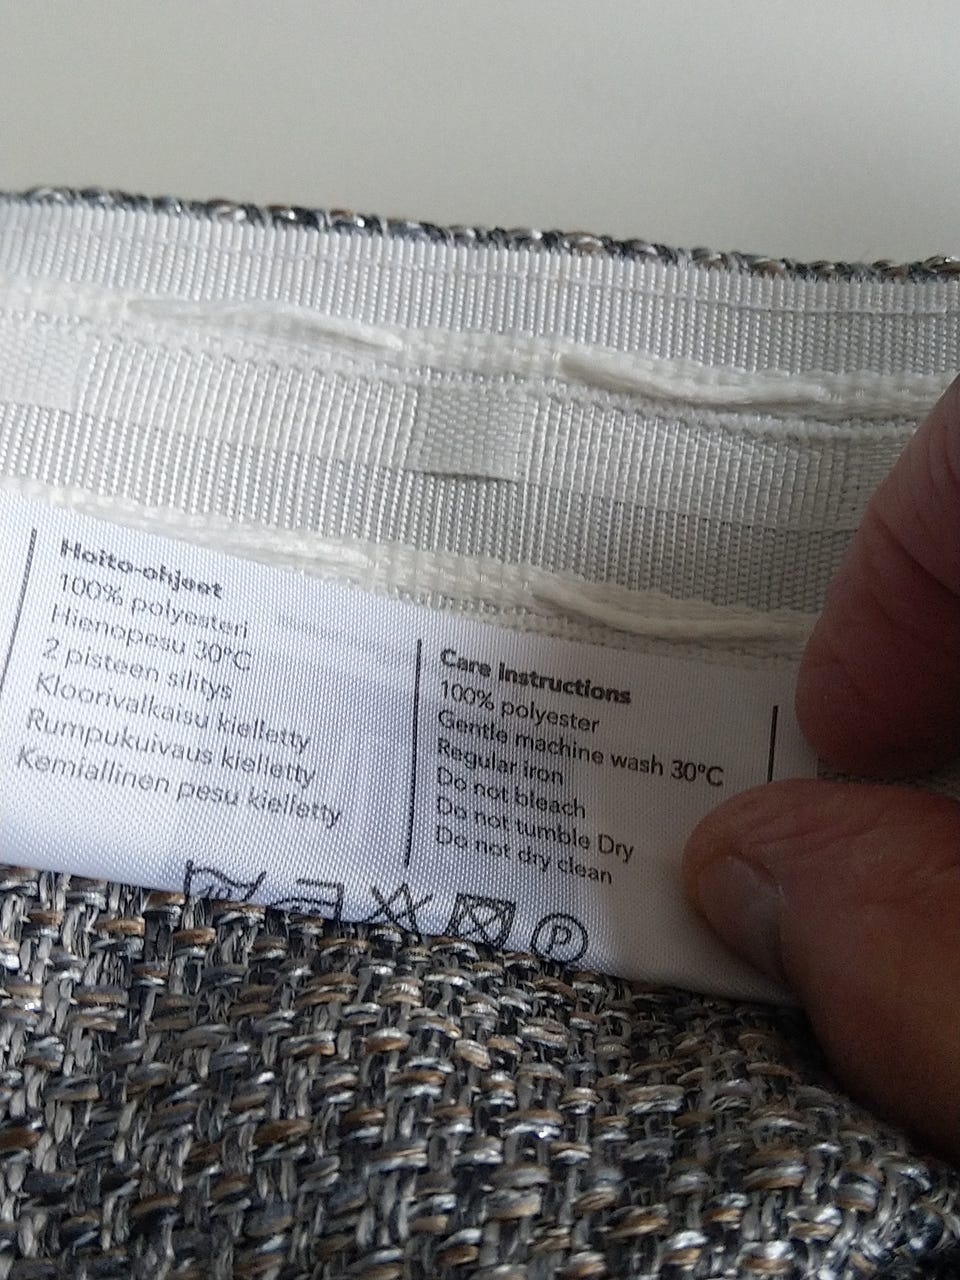 Hoito-ohjeet
100% polyesteri
Hienopesu 30°C
2 pisteen silitys
Kloorivalkaisu kielletty
Rumpukuivaus kielletty
Kemiallinen pesu kielletty
Care Instructions
100% polyester
Gentle machine wash 30°C
Regular iron
Do not bleach
Do not tumble Dry
Do not dry clean
P